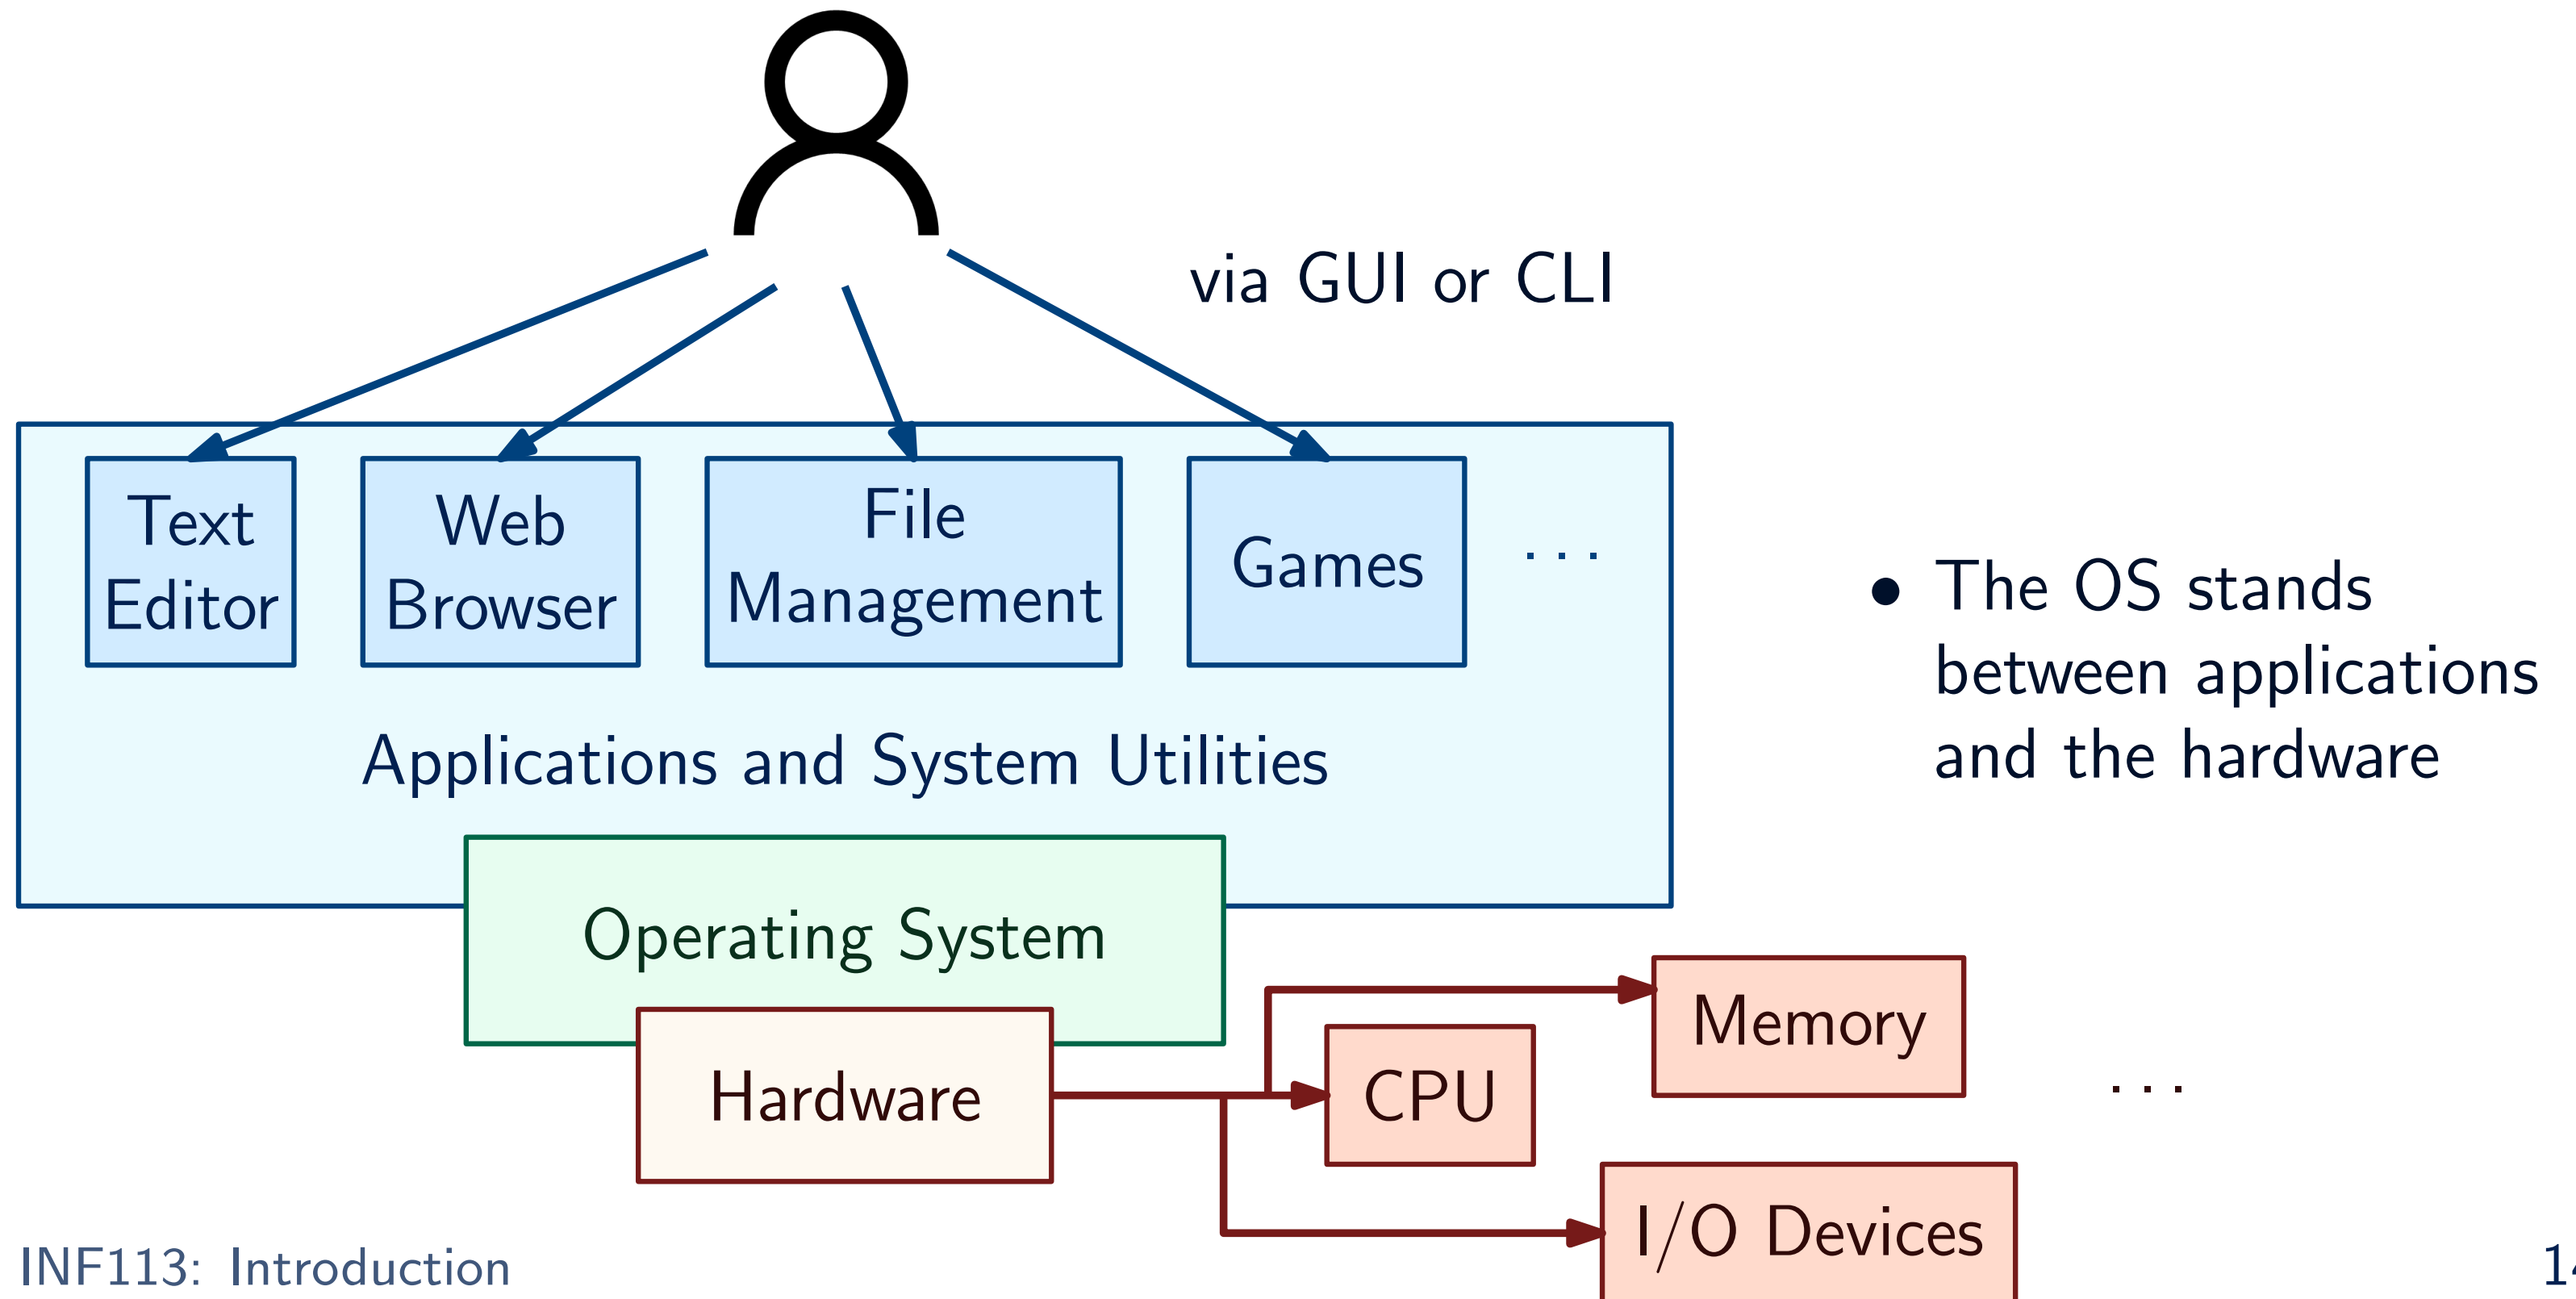 via GUI or CLI
Text
Editor
Web
Browser
File
Management
Games
. . .
Applications and System Utilities
• The OS stands
between applications
and the hardware
Operating System
Hardware
CPU
Memory
. . .
I/O Devices
INF113: Introduction